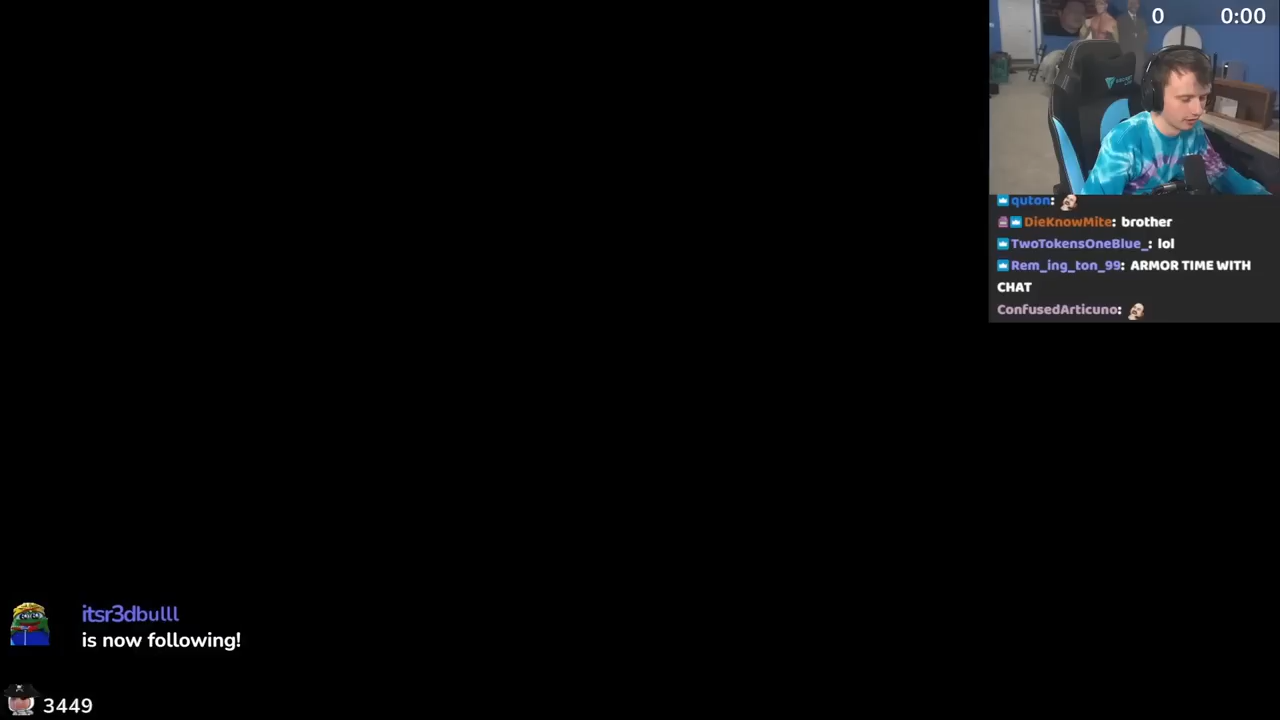 0 0:00
quton:
DieKnowMite: brother
TwoTokensOneBlue_: lol
Rem_ing_ton_99: ARMOR TIME WITH
CHAT
ConfusedArticuno:
itsr3dbulll
is now following!
3449